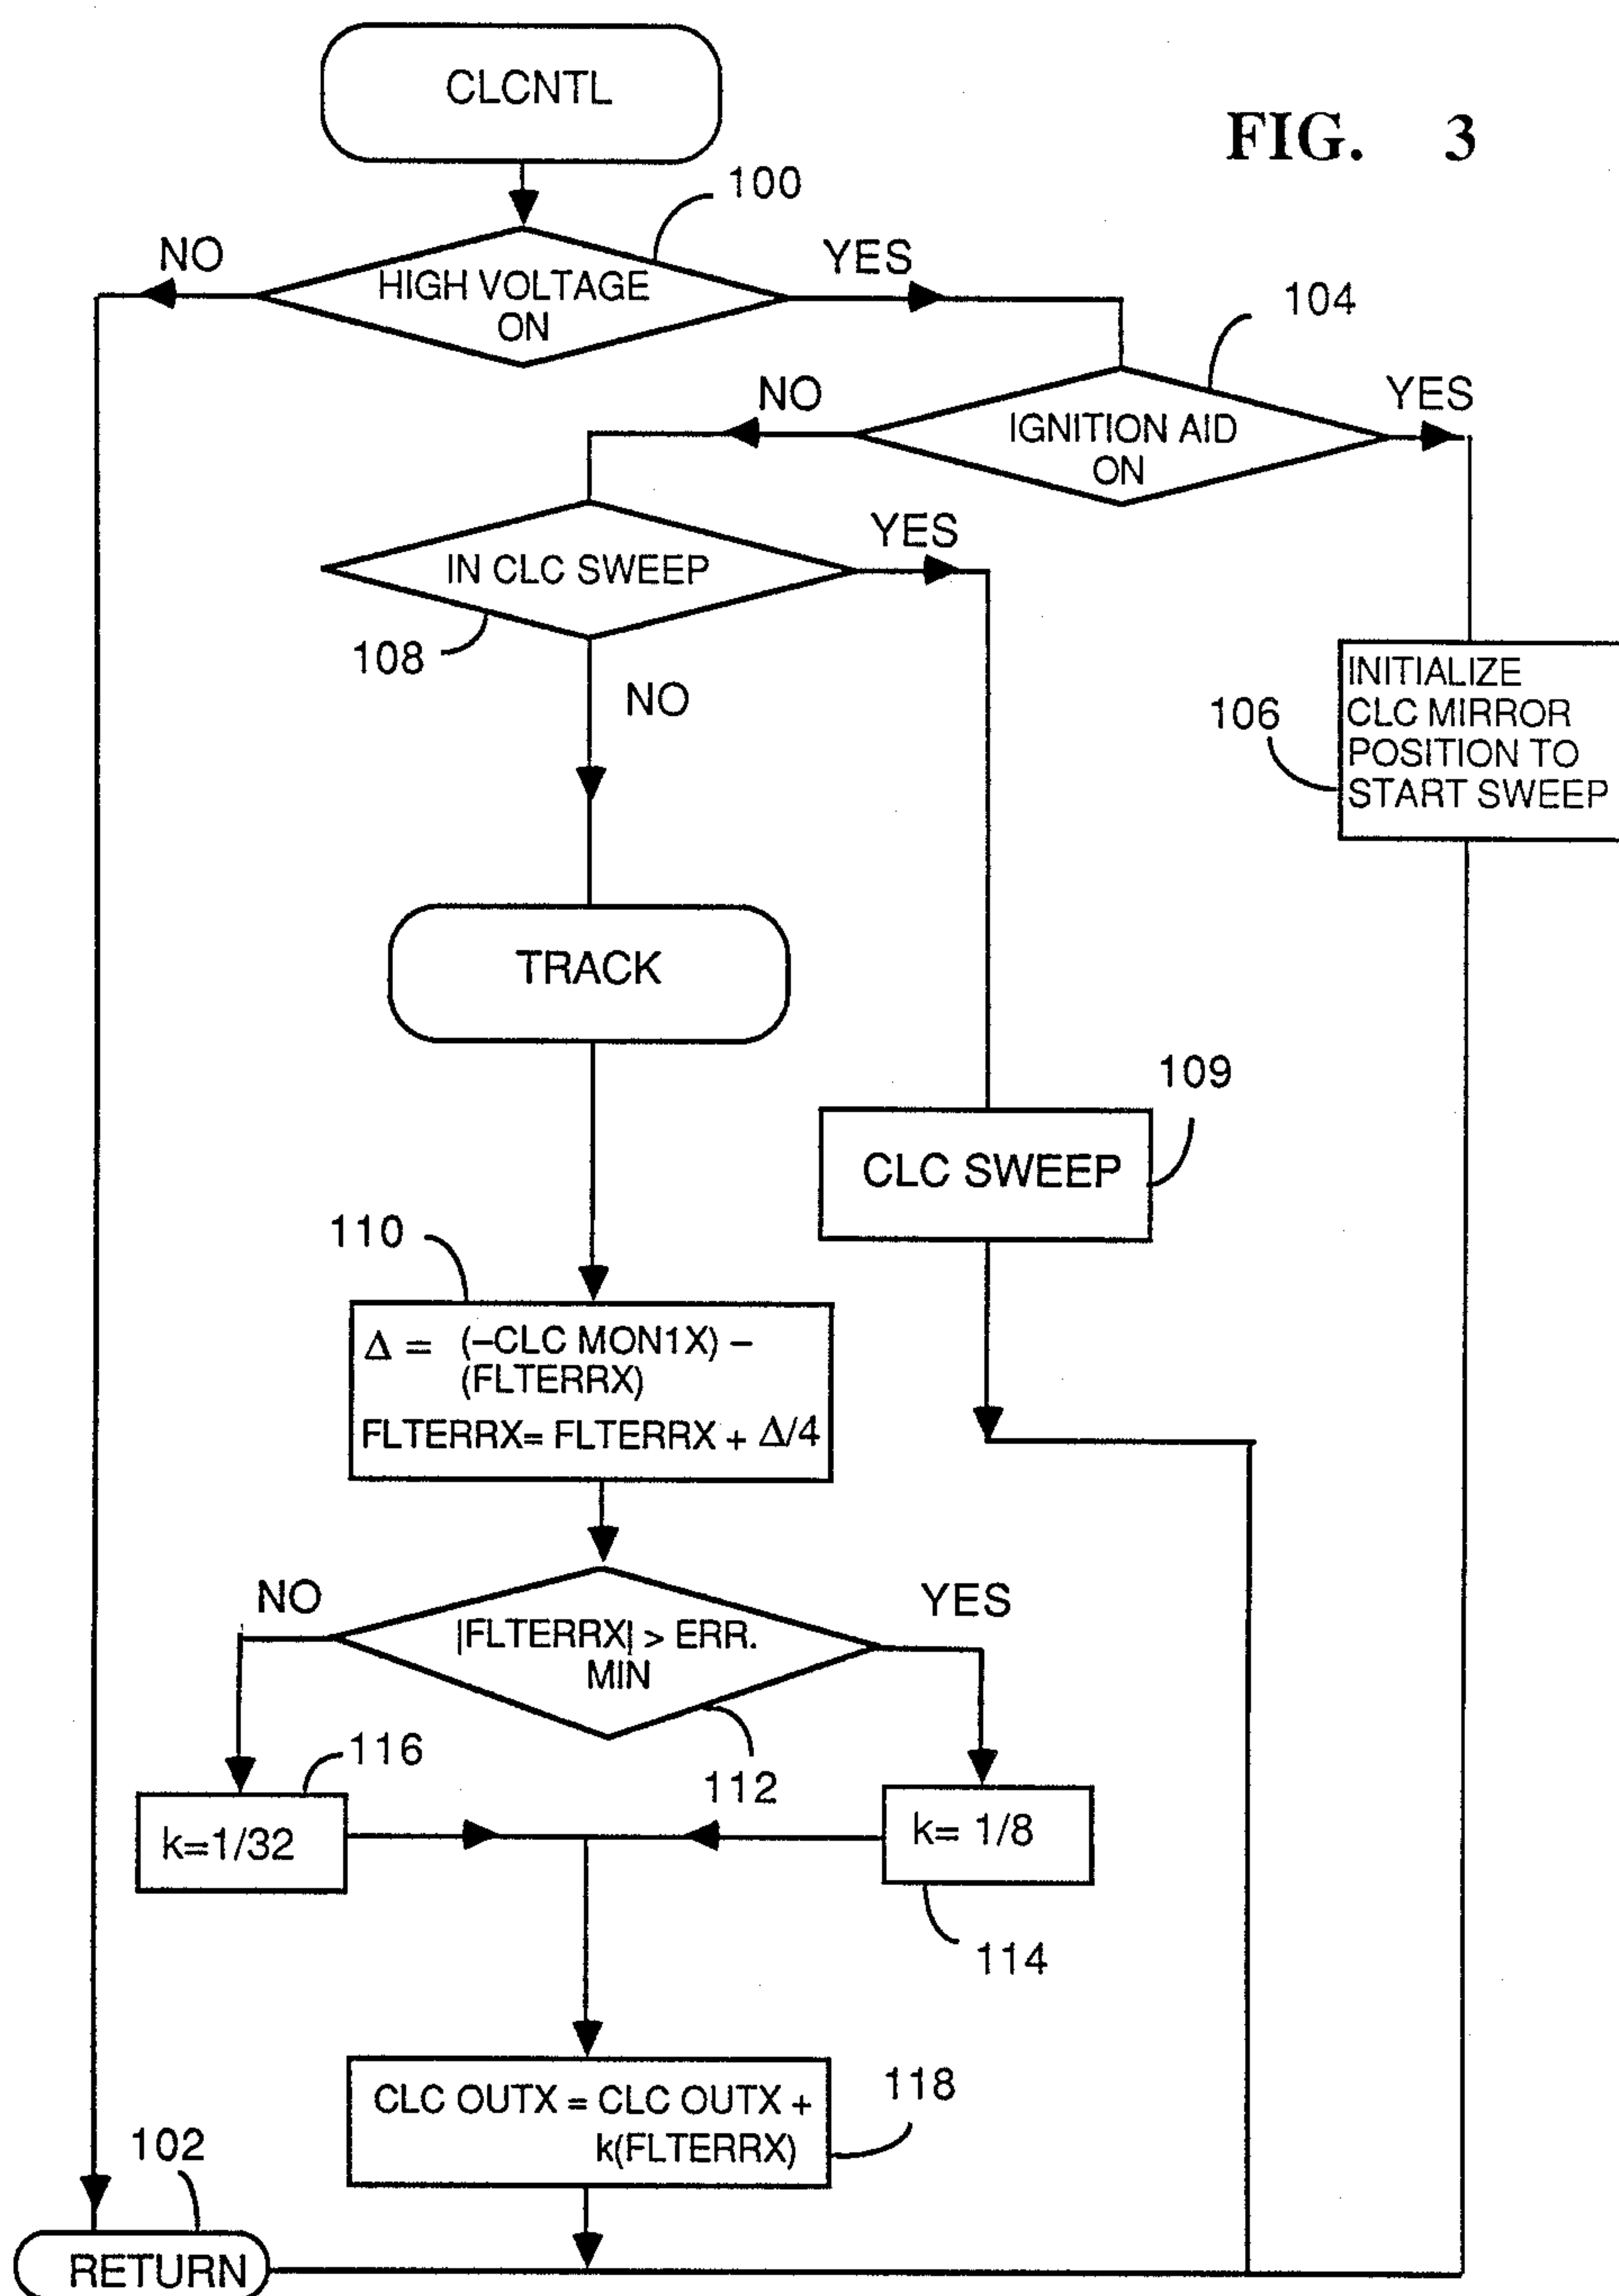 CLCNTL
FIG. 3
100
NO
YES
HIGH VOLTAGE
ON
104
NO
YES
IGNITION AID
ON
YES
IN CLC SWEEP
108
NO
INITIALIZE
CLC MIRROR
POSITION TO
START SWEEP
106
TRACK
109
CLC SWEEP
110
Δ = (–CLC MON1X) –
(FLTERRX)
FLTERRX= FLTERRX + Δ/4
NO
YES
|FLTERRX| > ERR.
MIN
116
112
k=1/32
k= 1/8
114
CLC OUTX = CLC OUTX +
k(FLTERRX)
118
102
RETURN